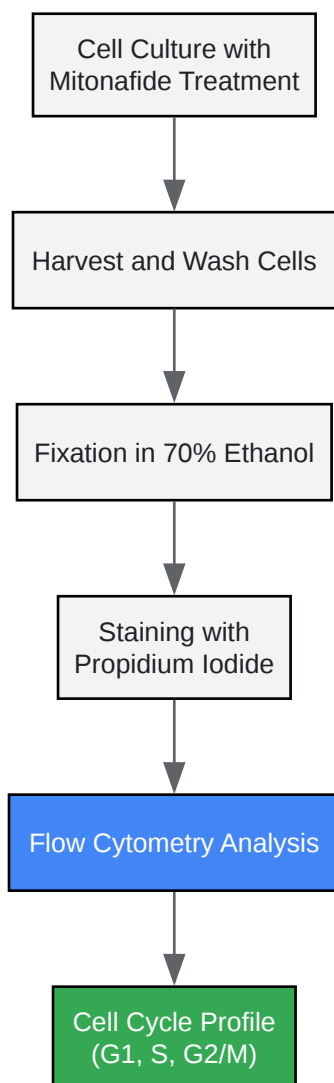 Cell Culture with
Mitonafide Treatment
Harvest and Wash Cells
Fixation in 70% Ethanol
Staining with
Propidium Iodide
Flow Cytometry Analysis
Cell Cycle Profile
(G1, S, G2/M)